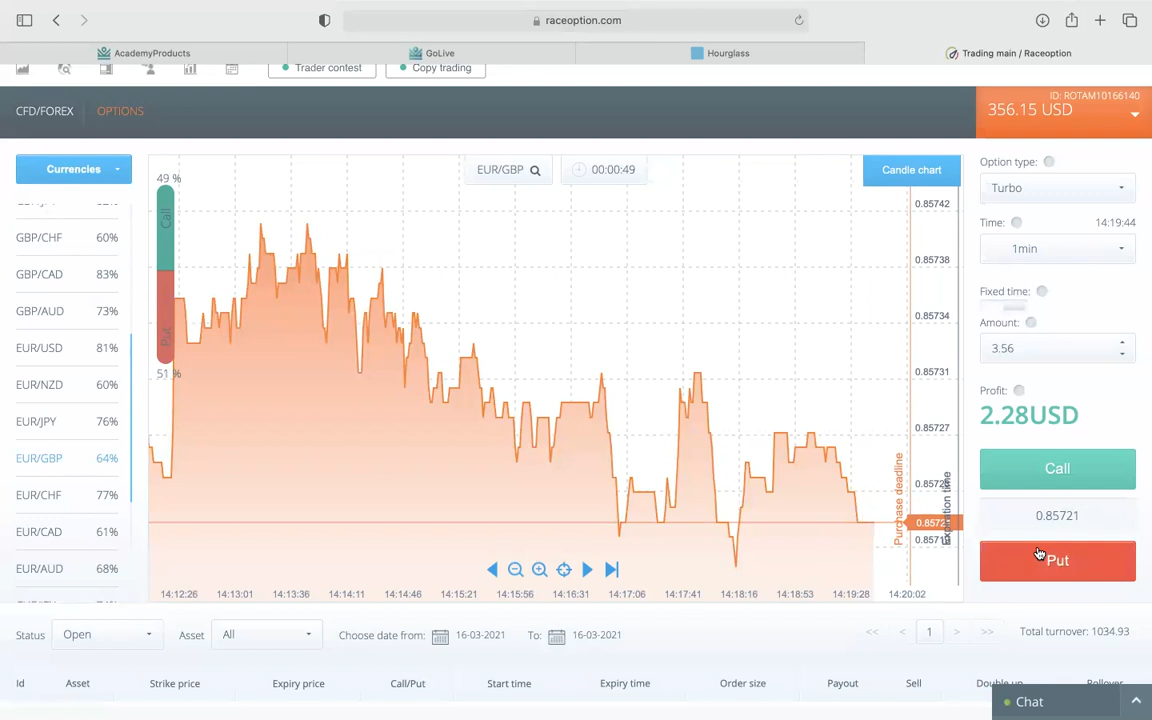 raceoption.com
AcademyProducts
GoLive
Hourglass
Trading main / Raceoption
Trader contest
Copy trading
CFD/FOREX
OPTIONS
ID: ROTAM10166140
356.15 USD
Currencies
GBP/CHF 60%
GBP/CAD 83%
GBP/AUD 73%
EUR/USD 81%
EUR/NZD 60%
EUR/JPY 76%
EUR/GBP 64%
EUR/CHF 77%
EUR/CAD 61%
EUR/AUD 68%
49 %
Call
Put
51 %
EUR/GBP
00:00:49
Candle chart
0.85742
0.85738
0.85734
0.85731
0.85727
Purchase deadline
Expiration time
14:12:26 14:13:01 14:13:36 14:14:11 14:14:46 14:15:21 14:15:56 14:16:31 14:17:06 14:17:41 14:18:16 14:18:53 14:19:28 14:20:02
Option type:
Turbo
Time: 14:19:44
1min
Fixed time:
Amount:
3.56
Profit:
2.28USD
Call
0.85721
Put
Status Open Asset All Choose date from: 16-03-2021 To: 16-03-2021 << < 1 > >> Total turnover: 1034.93
Id Asset Strike price Expiry price Call/Put Start time Expiry time Order size Payout Sell Double up Rollover
Chat